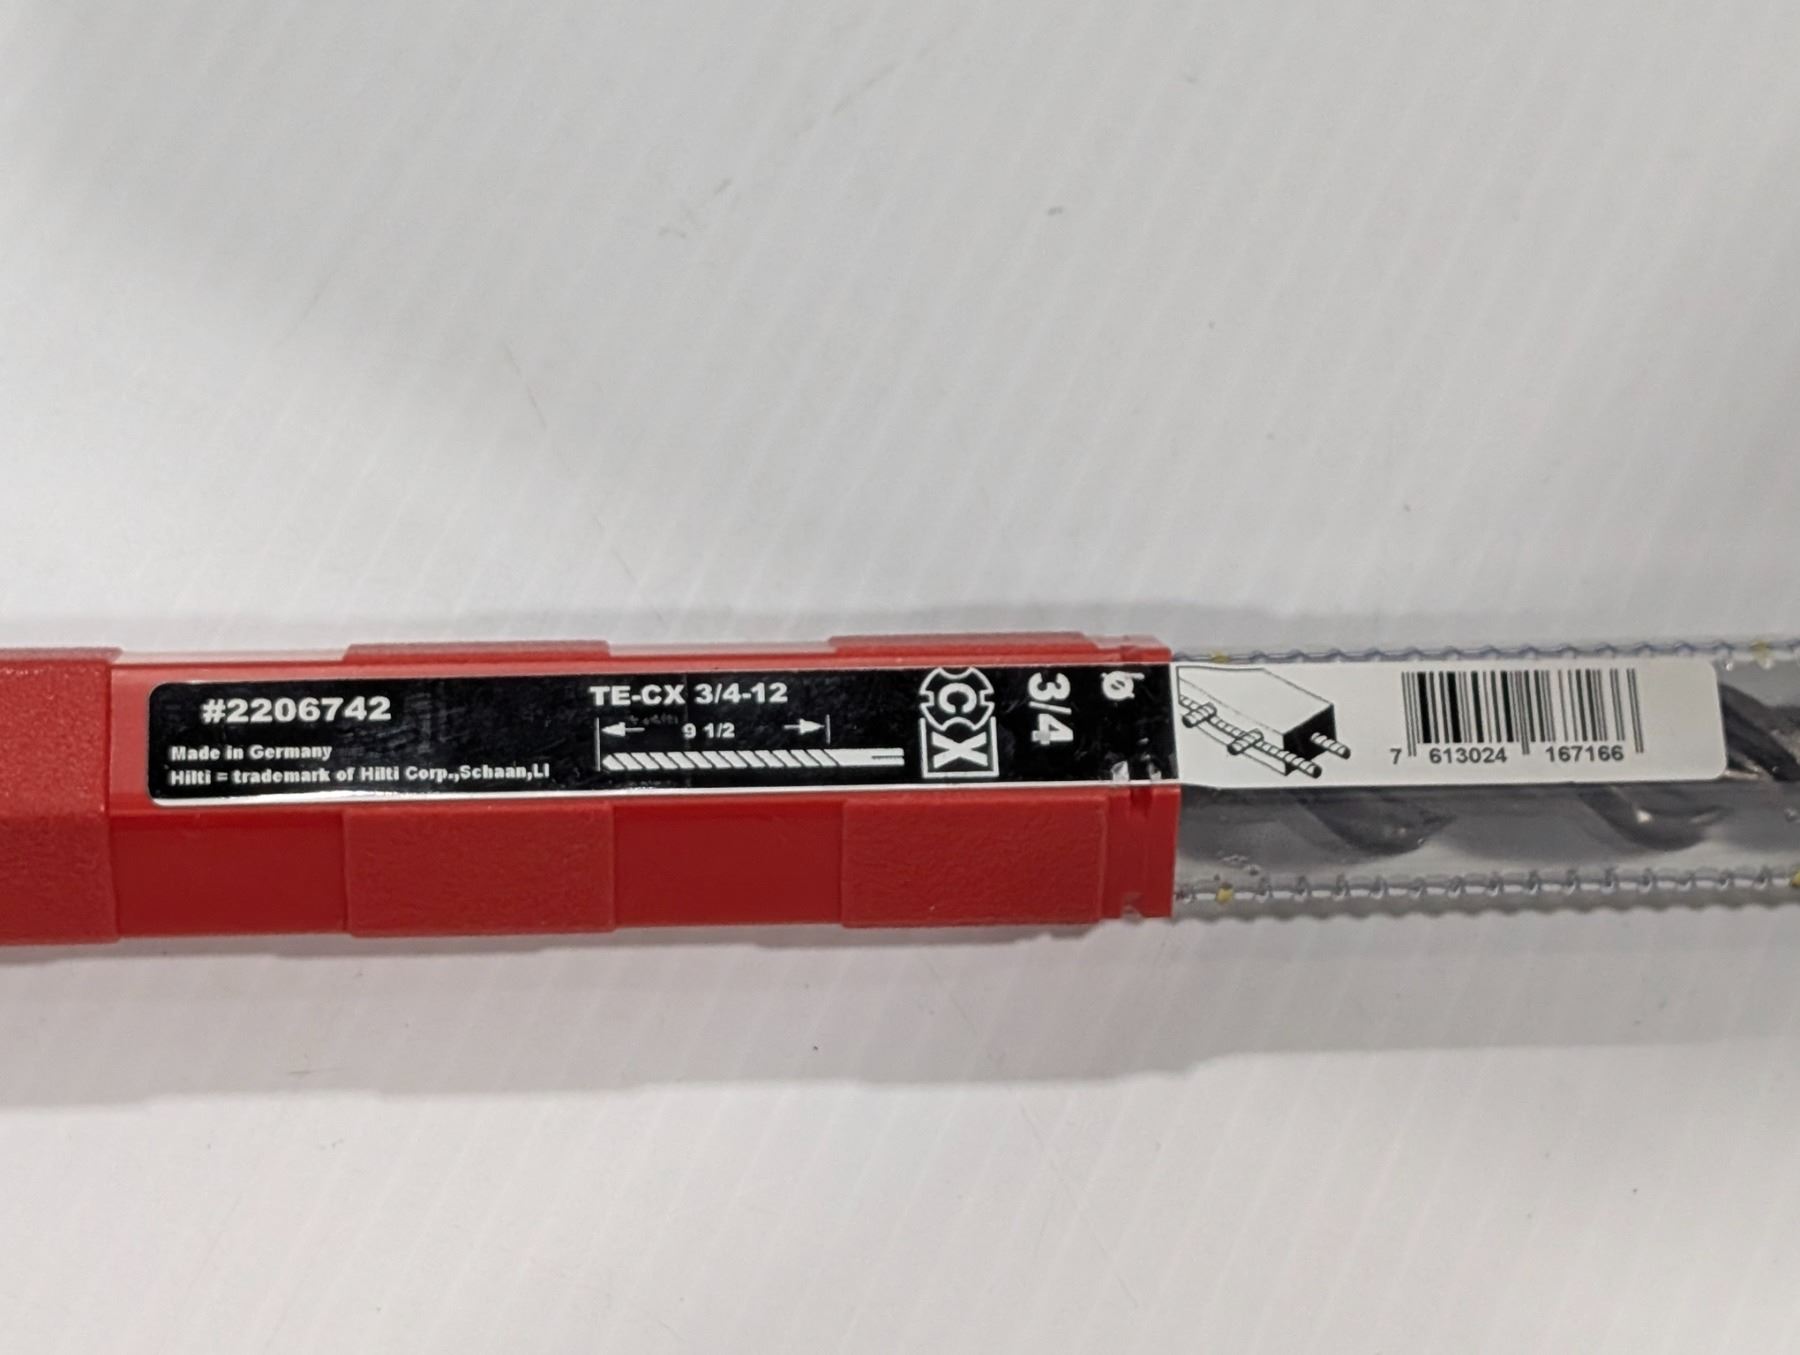 #2206742
Made in Germany
Hilti = trademark of Hilti Corp.,Schaan,LI
TE-CX 3/4-12
9 1/2
CX
3/4
ø
7 613024 167166